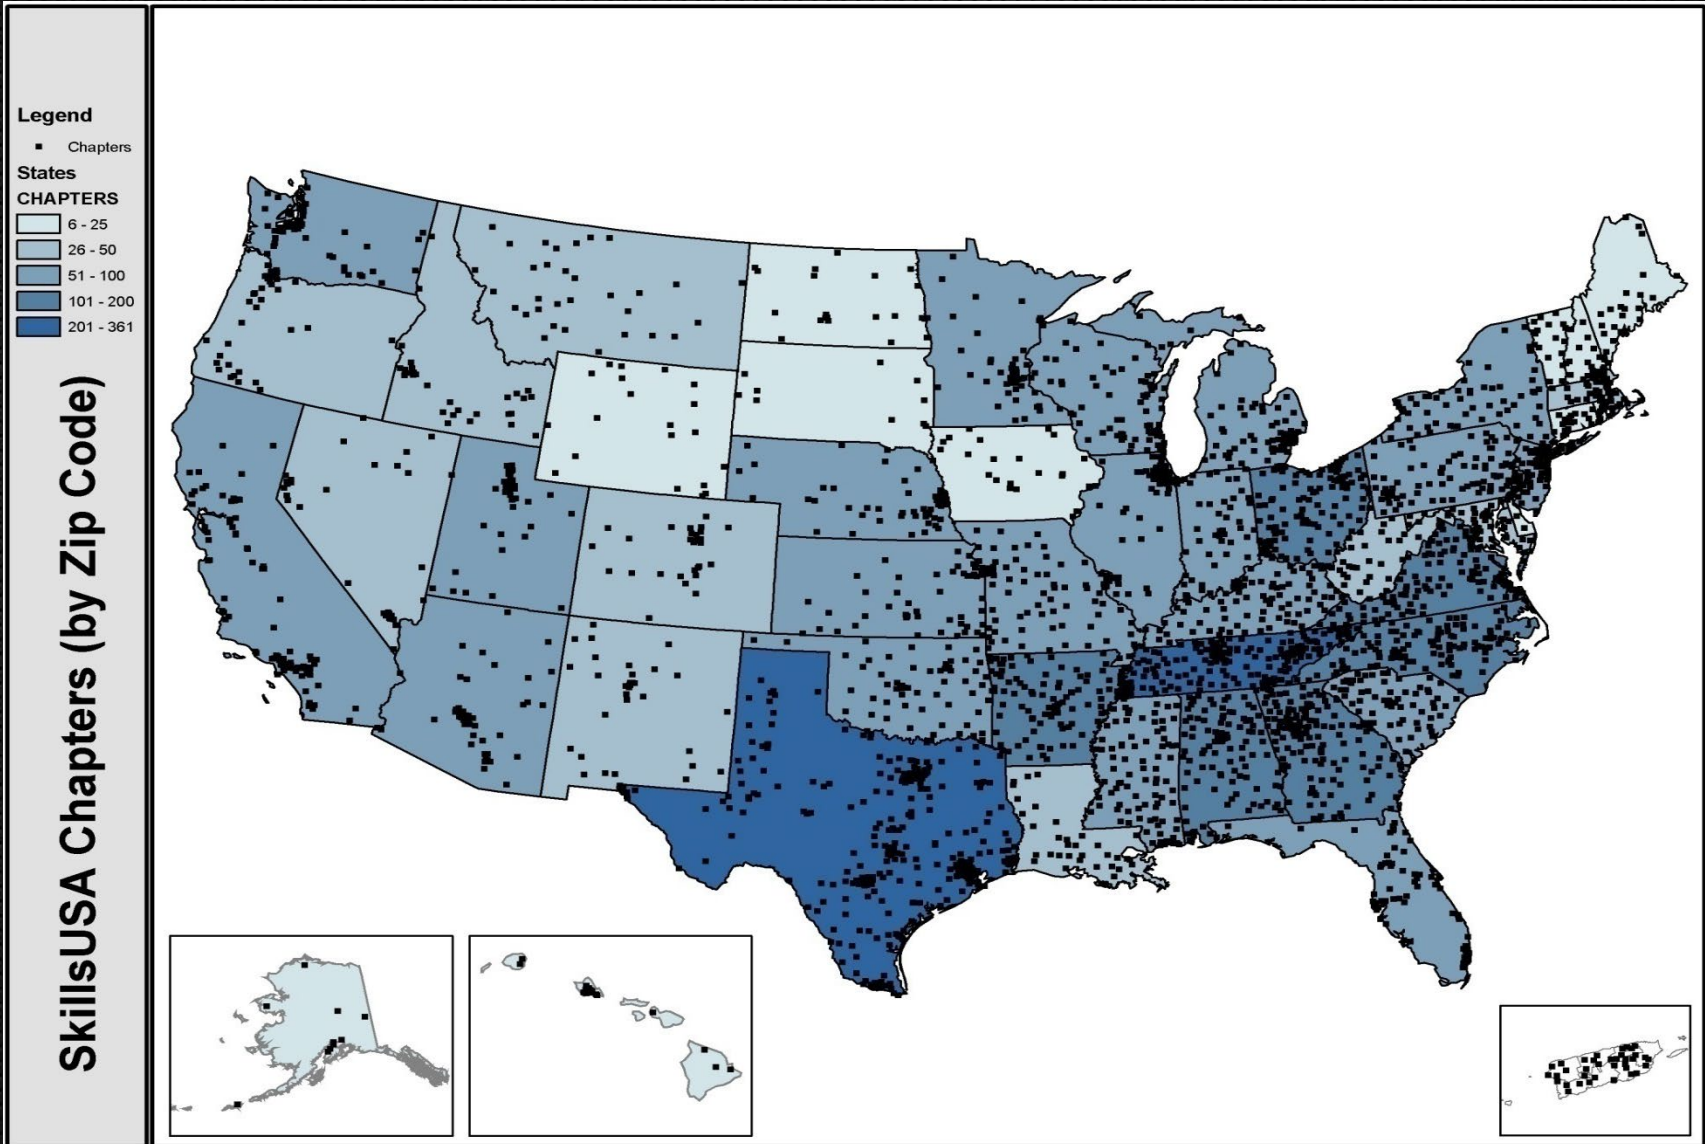 SkillsUSA Chapters (by Zip Code)
Legend
Chapters
States
CHAPTERS
6 - 25
26 - 50
51 - 100
101 - 200
201 - 361